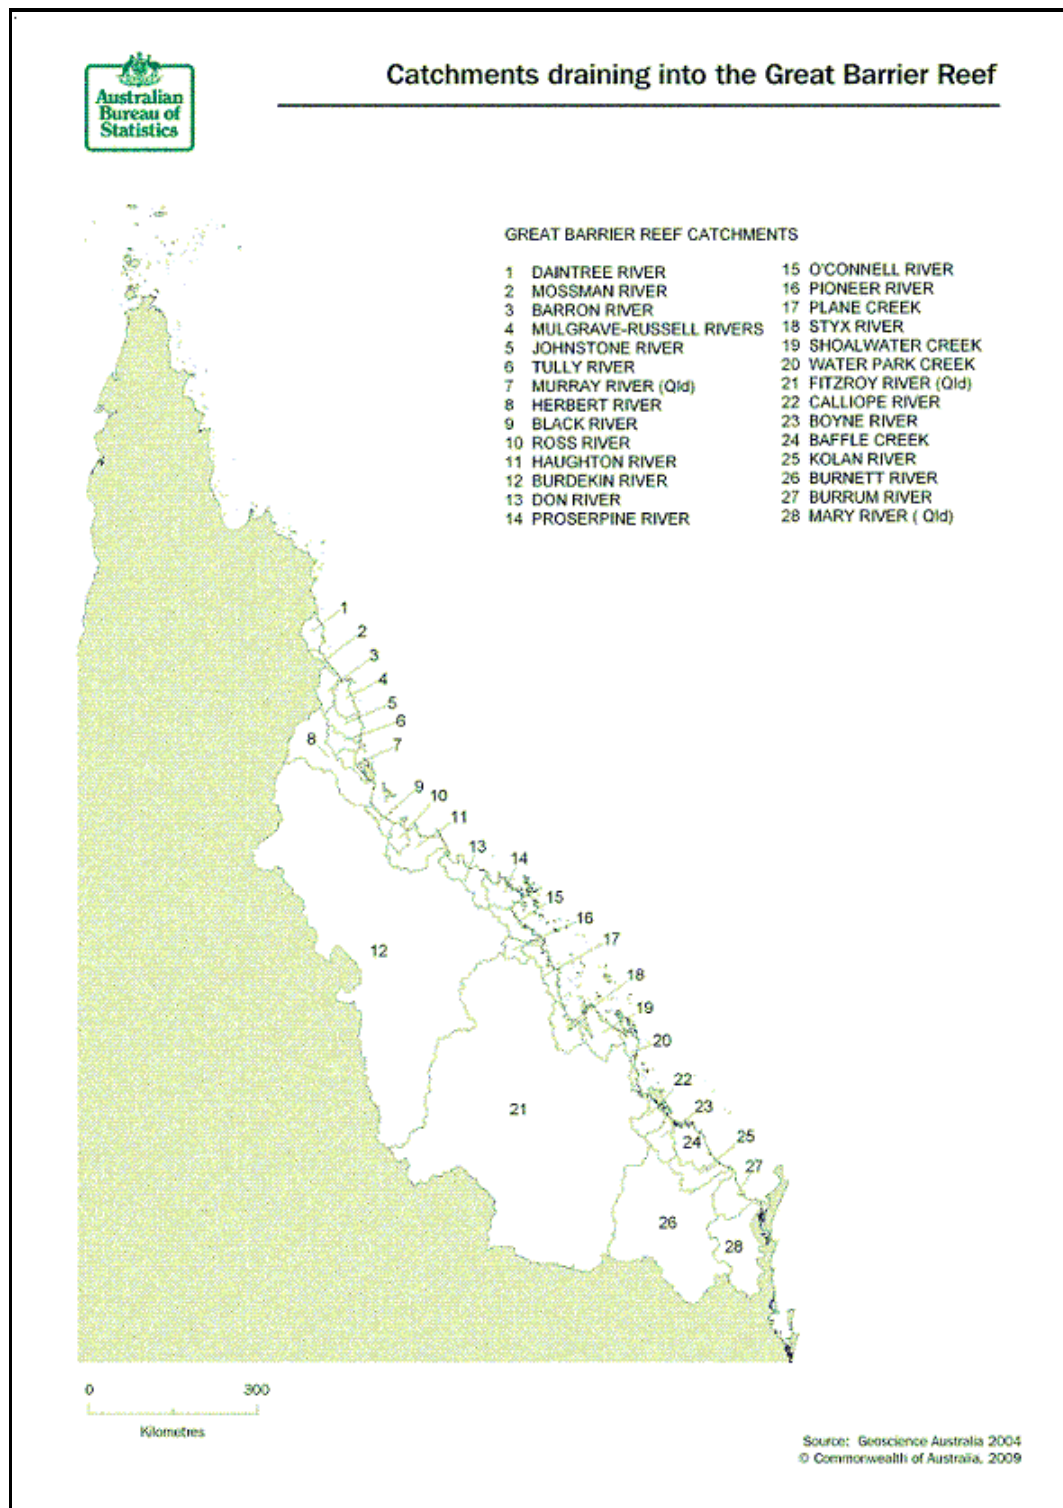 Australian
Bureau of
Statistics
Catchments draining into the Great Barrier Reef
GREAT BARRIER REEF CATCHMENTS
1 DAINTREE RIVER
2 MOSSMAN RIVER
3 BARRON RIVER
4 MULGRAVE-RUSSELL RIVERS
5 JOHNSTONE RIVER
6 TULLY RIVER
7 MURRAY RIVER (Qld)
8 HERBERT RIVER
9 BLACK RIVER
10 ROSS RIVER
11 HAUGHTON RIVER
12 BURDEKIN RIVER
13 DON RIVER
14 PROSERPINE RIVER
15 O'CONNELL RIVER
16 PIONEER RIVER
17 PLANE CREEK
18 STYX RIVER
19 SHOALWATER CREEK
20 WATER PARK CREEK
21 FITZROY RIVER (Qld)
22 CALLIOPE RIVER
23 BOYNE RIVER
24 BAFFLE CREEK
25 KOLAN RIVER
26 BURNETT RIVER
27 BURRUM RIVER
28 MARY RIVER ( Qld)
1
2
3
4
5
6
8
7
9
10
11
13
14
15
16
17
12
18
19
20
22
21
23
24
25
27
26
28
0 300
Kilometres
Source: Geoscience Australia 2004
© Commonwealth of Australia, 2009